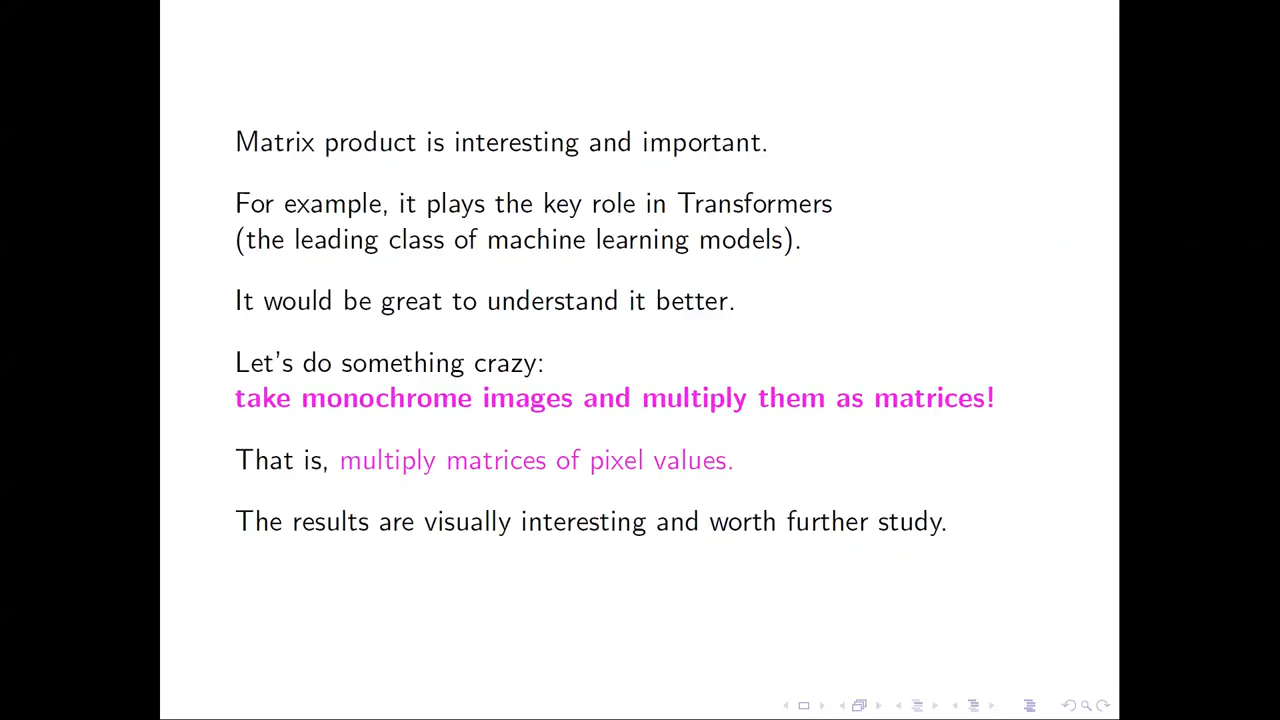 Matrix product is interesting and important.
For example, it plays the key role in Transformers
(the leading class of machine learning models).
It would be great to understand it better.
Let's do something crazy:
take monochrome images and multiply them as matrices!
That is, multiply matrices of pixel values.
The results are visually interesting and worth further study.